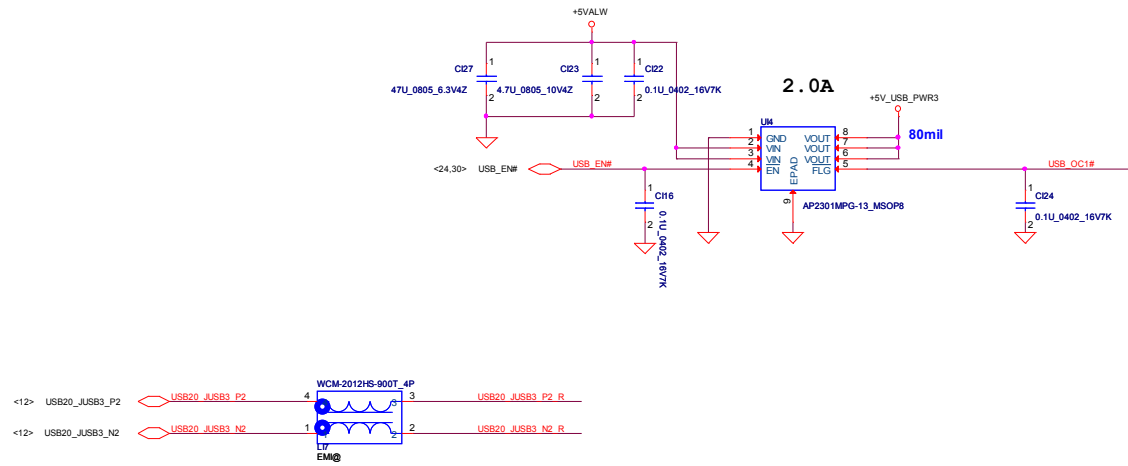 +5VALW
1
CI27
2
47U_0805_6.3V4Z
1
CI23
2
4.7U_0805_10V4Z
1
CI22
2
0.1U_0402_16V7K
2.0A
+5V_USB_PWR3
80mil
UI4
1 GND VOUT 8
2 VIN VOUT 7
3 VIN VOUT 6
4 EN FLG 5
EPAD
9
AP2301MPG-13_MSOP8
<24,30> USB_EN# USB_EN#
USB_OC1#
1
CI16
2
0.1U_0402_16V7K
1
CI24
2
0.1U_0402_16V7K
WCM-2012HS-900T_4P
<12> USB20_JUSB3_P2 USB20_JUSB3_P2 4 3 3 USB20_JUSB3_P2_R
<12> USB20_JUSB3_N2 USB20_JUSB3_N2 1 1 2 2 USB20_JUSB3_N2_R
LI7
EMI@